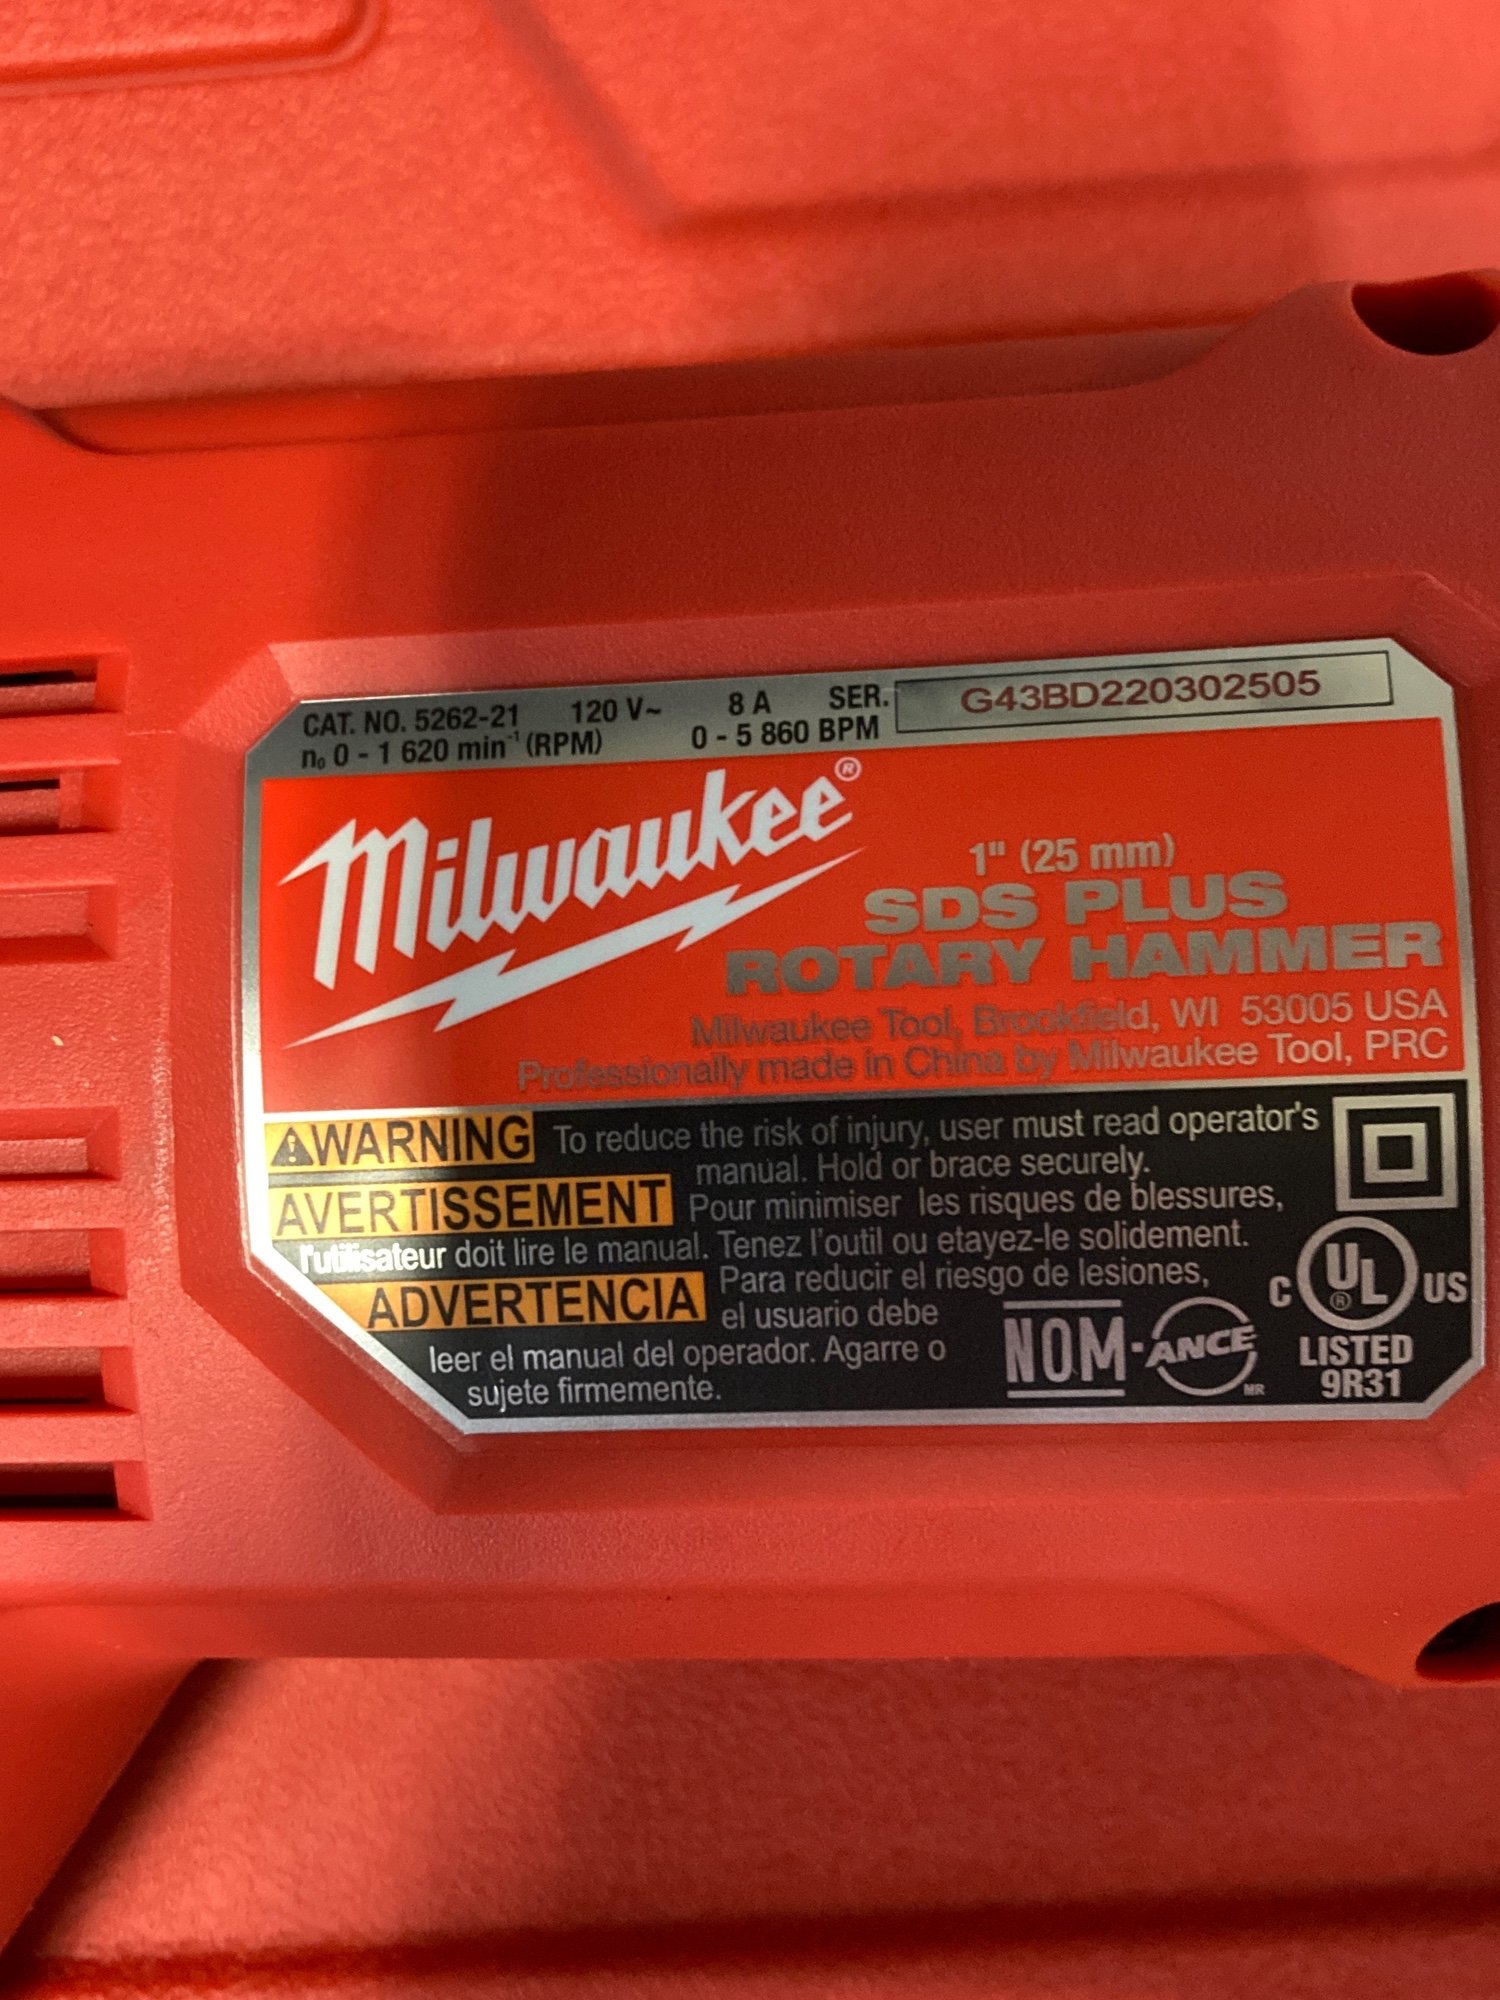 CAT. NO. 5262-21 120 V~ 8 A SER. G43BD220302505
n₀ 0 - 1 620 min⁻¹ (RPM) 0 - 5 860 BPM
Milwaukee®
1" (25 mm)
SDS PLUS
ROTARY HAMMER
Milwaukee Tool, Brookfield, WI 53005 USA
Professionally made in China by Milwaukee Tool, PRC
⚠WARNING To reduce the risk of injury, user must read operator's
manual. Hold or brace securely.
AVERTISSEMENT Pour minimiser les risques de blessures,
l'utilisateur doit lire le manual. Tenez l'outil ou etayez-le solidement.
ADVERTENCIA Para reducir el riesgo de lesiones,
el usuario debe
leer el manual del operador. Agarre o
sujete firmemente.
NOM-ANCE MR
C UL® US
LISTED
9R31